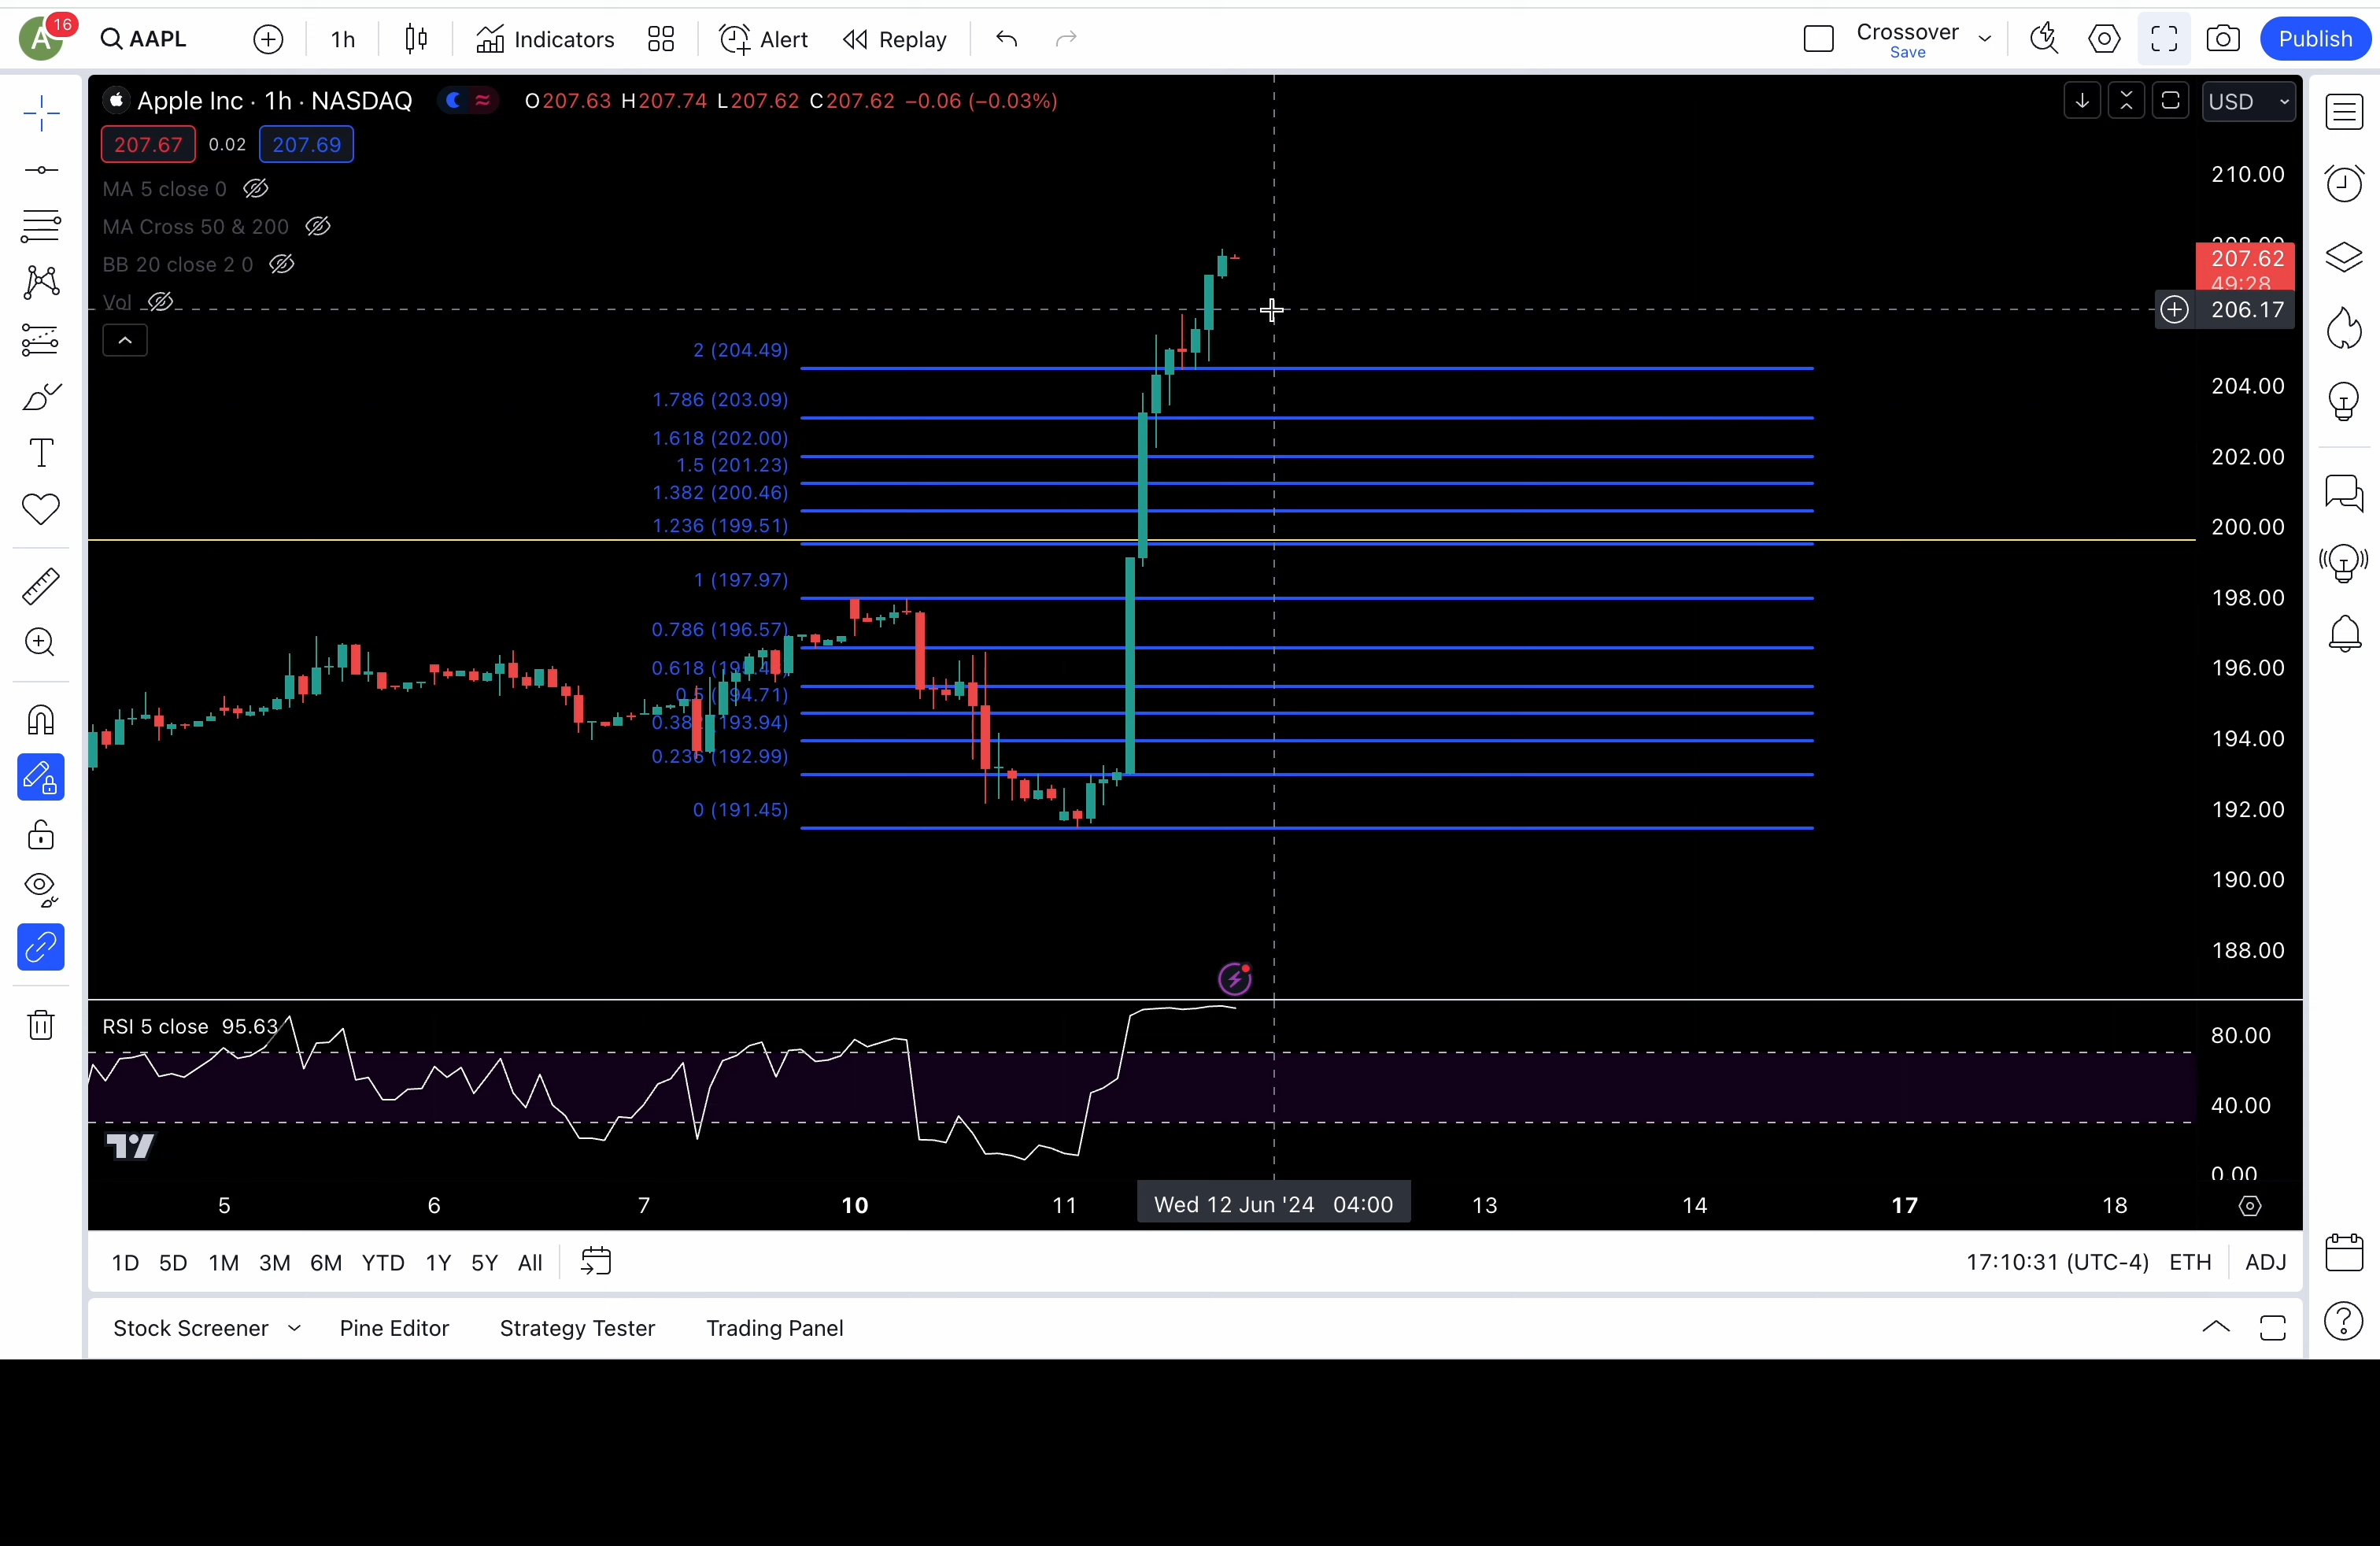 A 16 AAPL 1h Indicators Alert Replay Crossover Save Publish
Apple Inc · 1h · NASDAQ O207.63 H207.74 L207.62 C207.62 −0.06 (−0.03%) USD
207.67 0.02 207.69
MA 5 close 0
MA Cross 50 & 200
BB 20 close 2 0
Vol
210.00
208.00
207.62
49:28
206.17
204.00
202.00
200.00
198.00
196.00
194.00
192.00
190.00
188.00
2 (204.49)
1.786 (203.09)
1.618 (202.00)
1.5 (201.23)
1.382 (200.46)
1.236 (199.51)
1 (197.97)
0.786 (196.57)
0.618
0.5
0.382 (193.94)
0.236 (192.99)
0 (191.45)
RSI 5 close 95.63
80.00
40.00
0.00
5 6 7 10 11 Wed 12 Jun '24 04:00 13 14 17 18
1D 5D 1M 3M 6M YTD 1Y 5Y All 17:10:31 (UTC-4) ETH ADJ
Stock Screener Pine Editor Strategy Tester Trading Panel